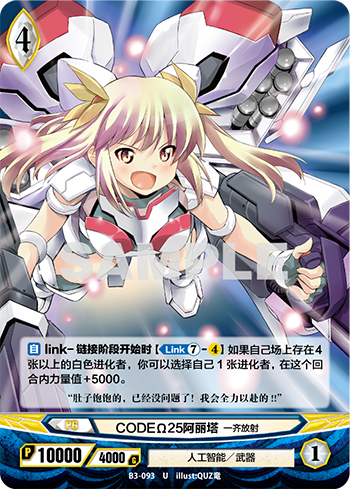 4
SAMPLE
自 link-链接阶段开始时【Link 7-4】如果自己场上存在4
张以上的白色进化者，你可以选择自己1张进化者，在这个回
合内力量值+5000。
“肚子饱饱的，已经没问题了！我会全力以赴的!!”
CODEΩ25阿丽塔 一齐放射
P 10000 / 4000 G
人工智能／武器
1
B3-093 U illust:QUZ竜